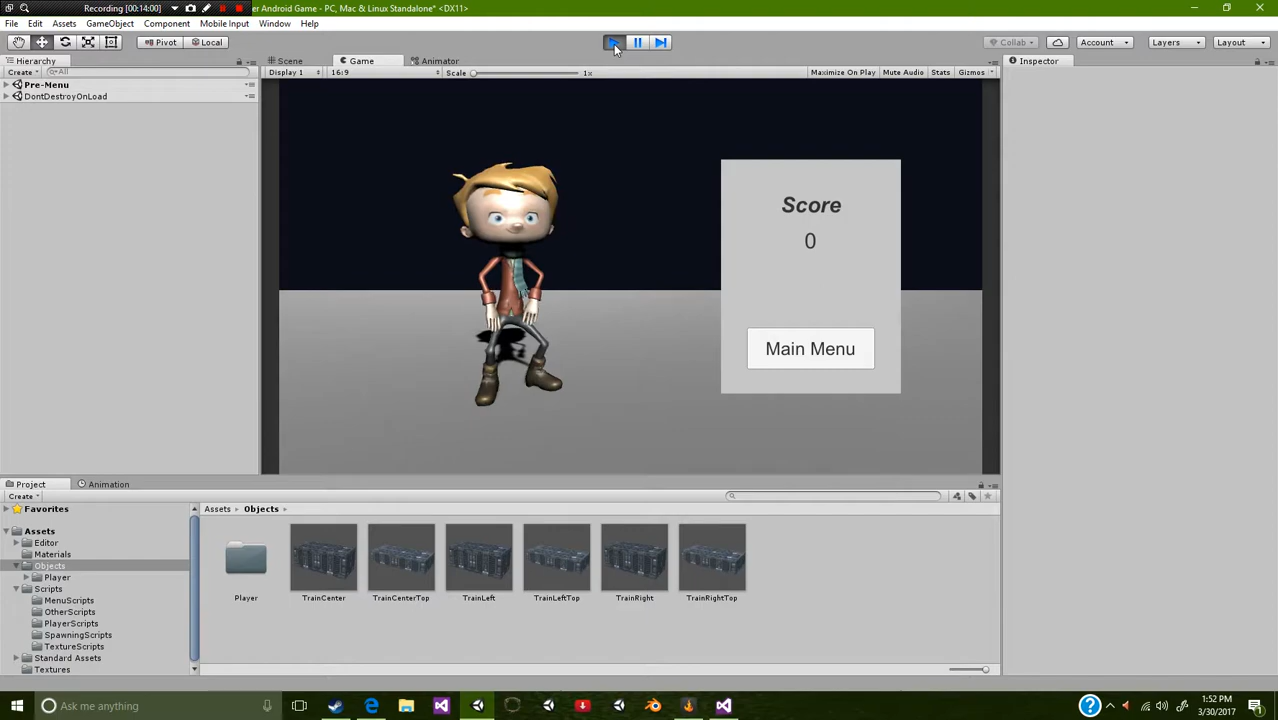 Recording [00:14:00]
er Android Game - PC, Mac & Linux Standalone* <DX11>
File Edit Assets GameObject Component Mobile Input Window Help
Pivot Local Collab Account Layers Layout
Hierarchy Scene Game Animator Inspector
Create All Display 1 16:9 Scale 1x Maximize On Play Mute Audio Stats Gizmos
Pre-Menu
DontDestroyOnLoad
Score
0
Main Menu
Project Animation
Create
Favorites
Assets Objects
Assets
Editor
Materials
Objects
Player
Scripts
MenuScripts
OtherScripts
PlayerScripts
SpawningScripts
TextureScripts
Standard Assets
Textures
Player TrainCenter TrainCenterTop TrainLeft TrainLeftTop TrainRight TrainRightTop
Ask me anything
1:52 PM
3/30/2017